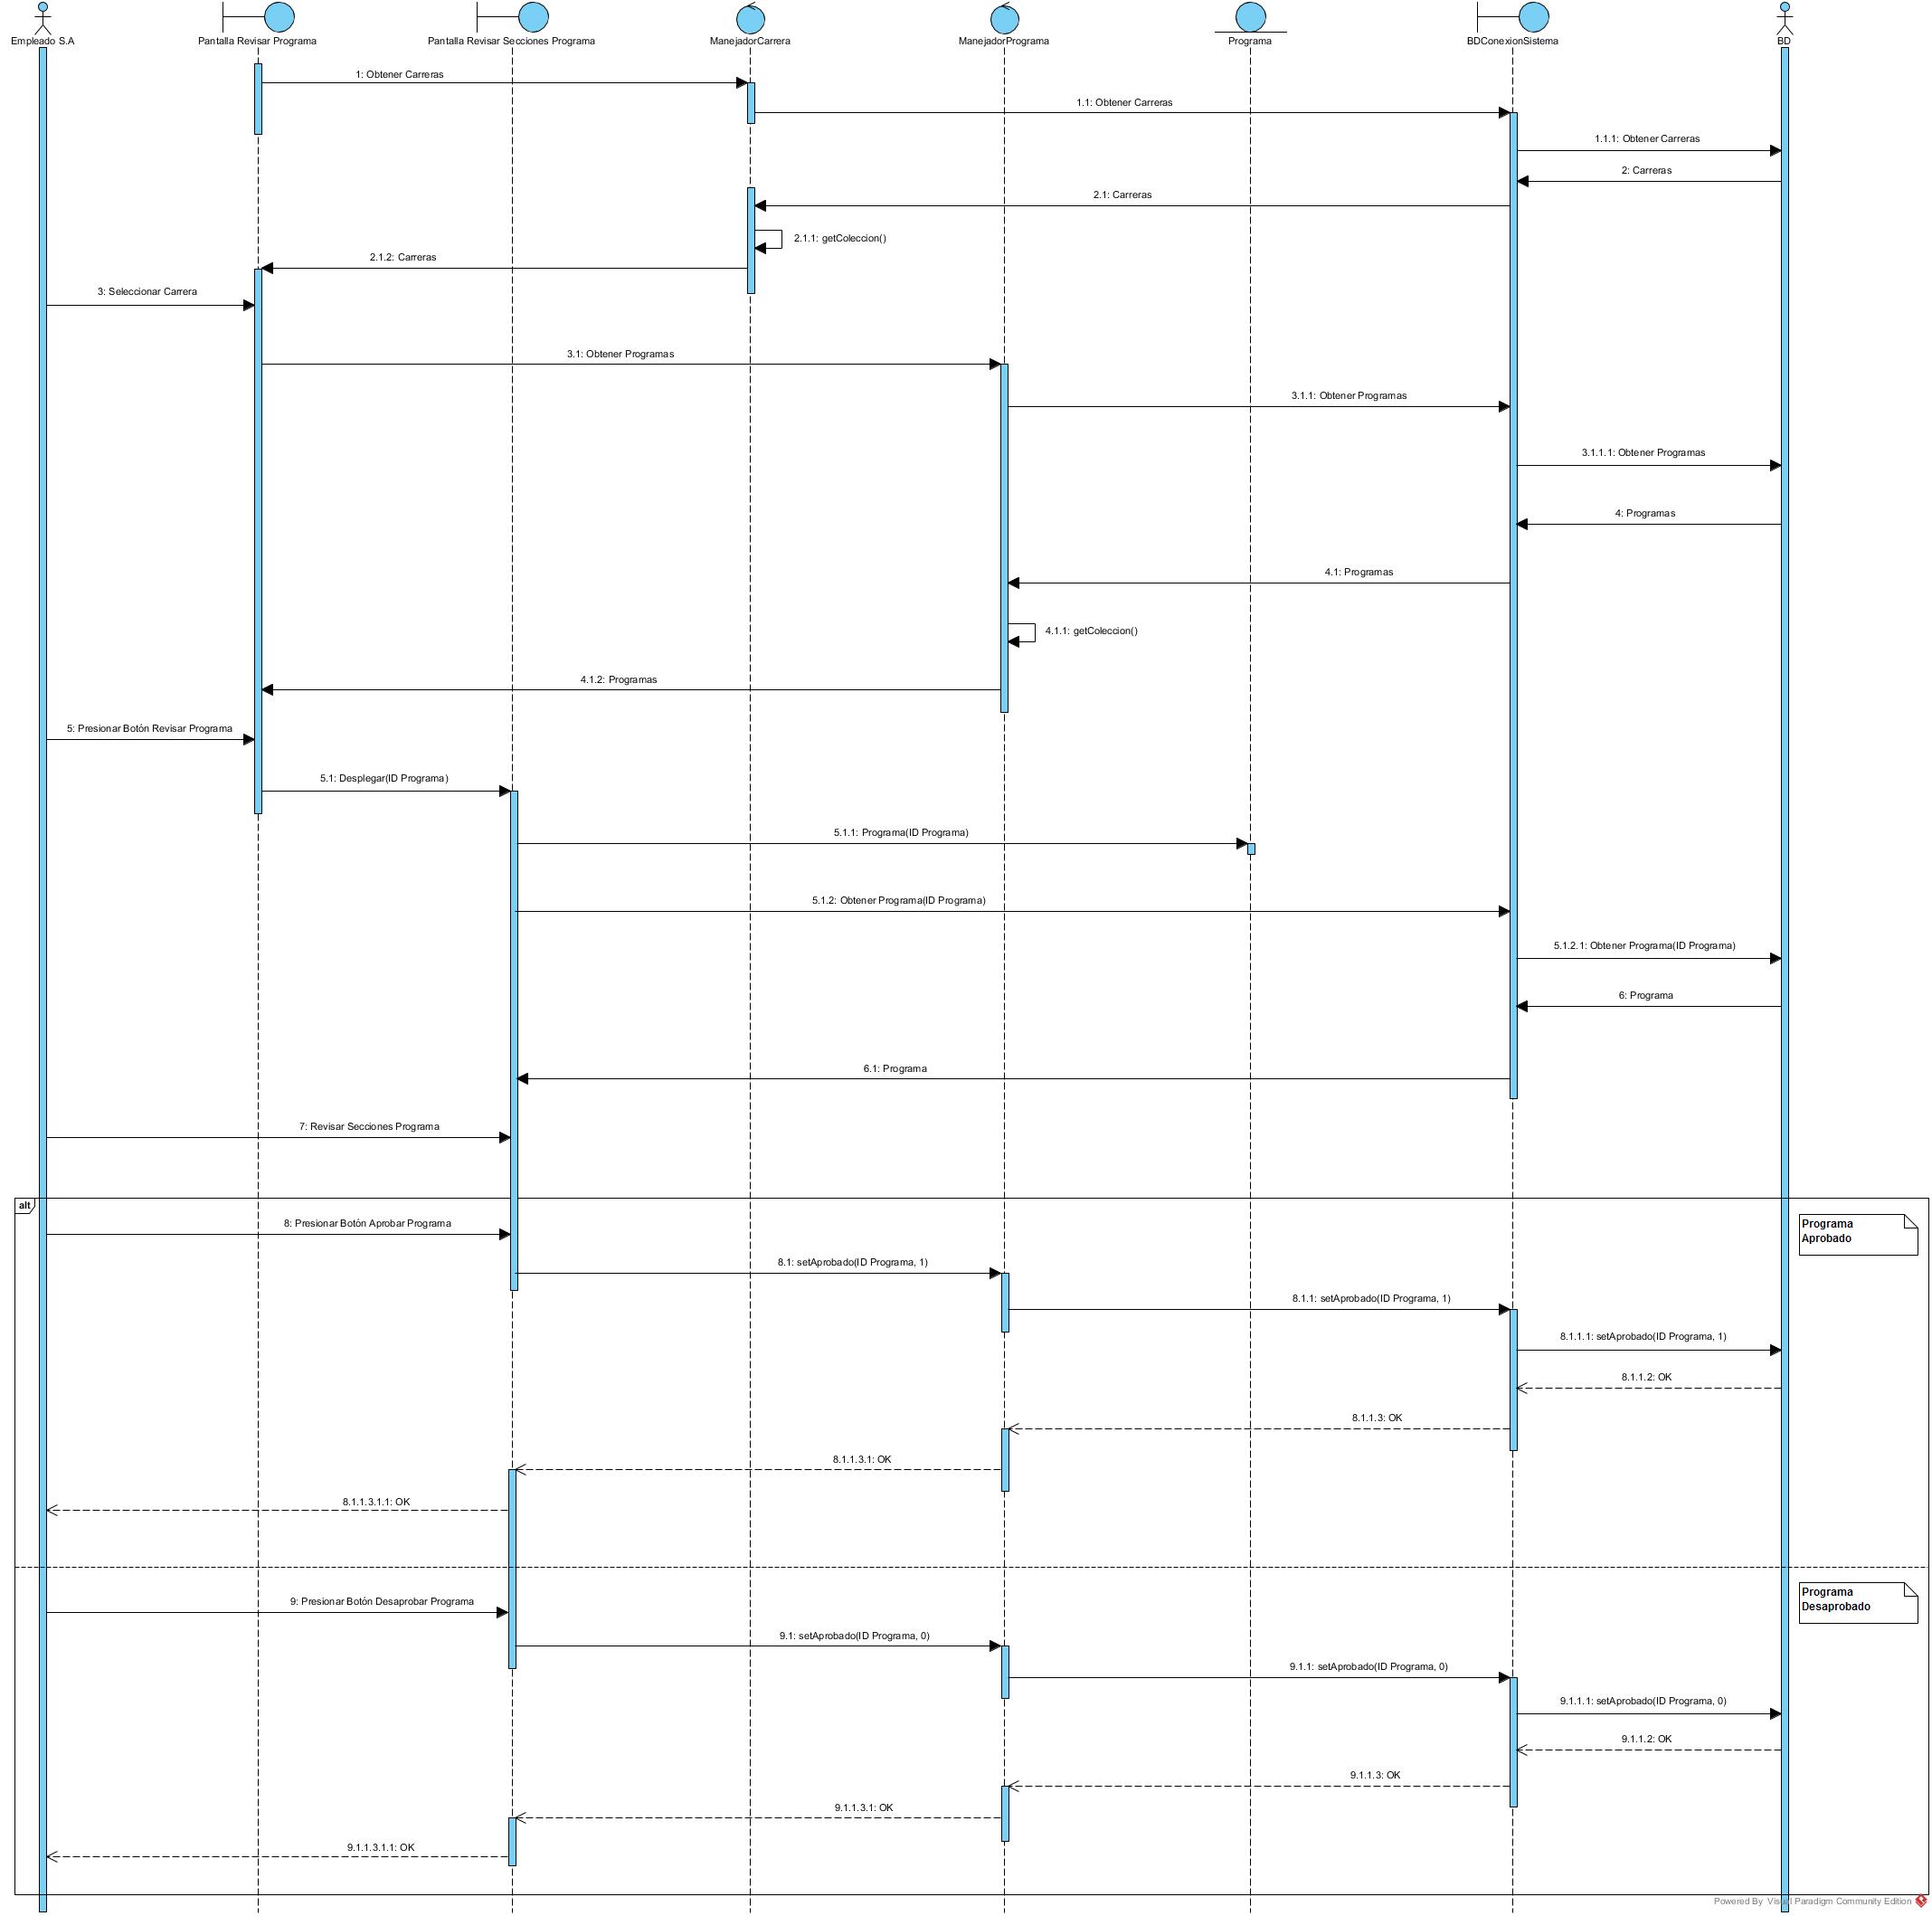 Empleado S.A
Pantalla Revisar Programa
Pantalla Revisar Secciones Programa
ManejadorCarrera
ManejadorPrograma
Programa
BDConexionSistema
BD
1: Obtener Carreras
1.1: Obtener Carreras
1.1.1: Obtener Carreras
2: Carreras
2.1: Carreras
2.1.1: getColeccion()
2.1.2: Carreras
3: Seleccionar Carrera
3.1: Obtener Programas
3.1.1: Obtener Programas
3.1.1.1: Obtener Programas
4: Programas
4.1: Programas
4.1.1: getColeccion()
4.1.2: Programas
5: Presionar Botón Revisar Programa
5.1: Desplegar(ID Programa)
5.1.1: Programa(ID Programa)
5.1.2: Obtener Programa(ID Programa)
5.1.2.1: Obtener Programa(ID Programa)
6: Programa
6.1: Programa
7: Revisar Secciones Programa
alt
Programa
Aprobado
8: Presionar Botón Aprobar Programa
8.1: setAprobado(ID Programa, 1)
8.1.1: setAprobado(ID Programa, 1)
8.1.1.1: setAprobado(ID Programa, 1)
8.1.1.2: OK
8.1.1.3: OK
8.1.1.3.1: OK
8.1.1.3.1.1: OK
Programa
Desaprobado
9: Presionar Botón Desaprobar Programa
9.1: setAprobado(ID Programa, 0)
9.1.1: setAprobado(ID Programa, 0)
9.1.1.1: setAprobado(ID Programa, 0)
9.1.1.2: OK
9.1.1.3: OK
9.1.1.3.1: OK
9.1.1.3.1.1: OK
Powered By Visual Paradigm Community Edition